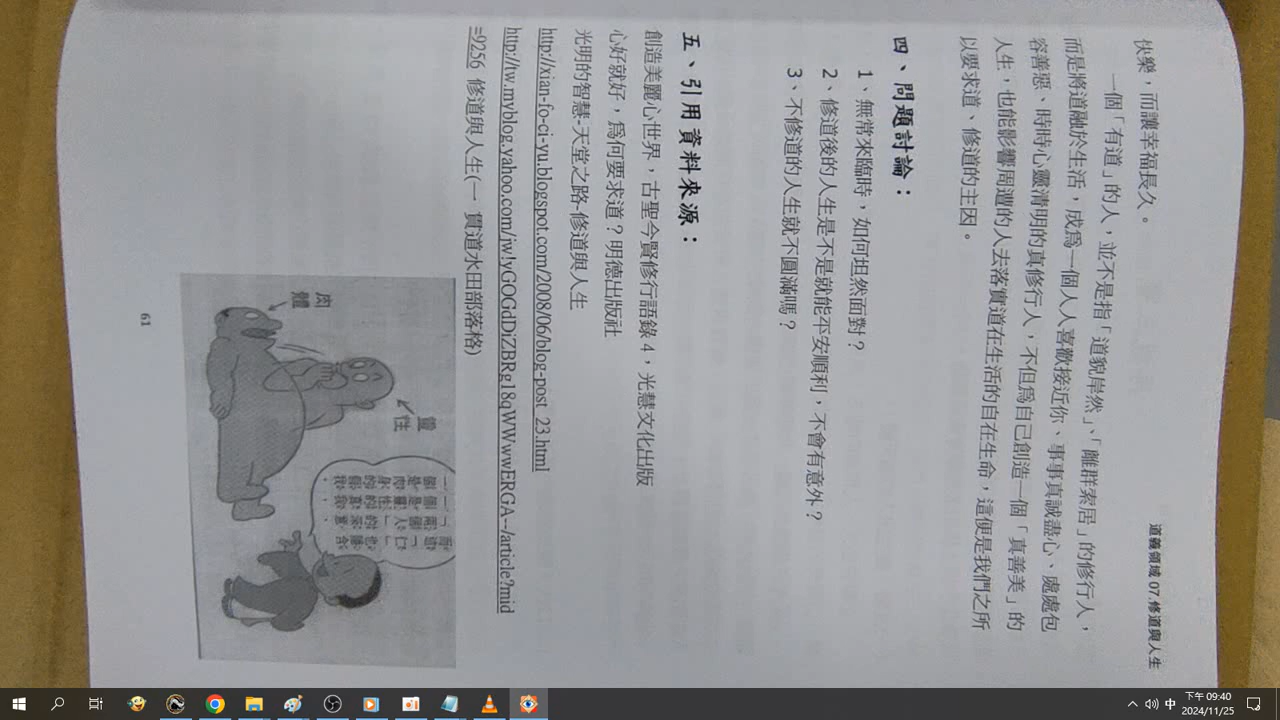 道義領域 07.修道與人生
快樂，而讓幸福長久。
一個「有道」的人，並不是指「道貌岸然」、「離群索居」的修行人，
而是將道融於生活，成為一個人人喜歡接近你、事事真誠盡心、處處包
容善惡、時時心靈清明的真修行人，不但為自己創造一個「真善美」的
人生，也能影響周遭的人去落實道在生活的自在生命，這便是我們之所
以要求道、修道的主因。
四、問題討論：
1、無常來臨時，如何坦然面對？
2、修道後的人生是不是就能平安順利，不會有意外？
3、不修道的人生就不圓滿嗎？
五、引用資料來源：
創造美麗心世界，古聖今賢修行語錄 4，光慧文化出版
心好就好，為何要求道？明德出版社
光明的智慧-天堂之路-修道與人生
http://xian-fo-ci-yu.blogspot.com/2008/06/blog-post_23.html
http://tw.myblog.yahoo.com/jw!yGOGdDiZBRg18qWWwwERGA--/article?mid
=9256 修道與人生(一貫道水田部落格)
靈性
肉體
61
下午 09:40
中
2024/11/25